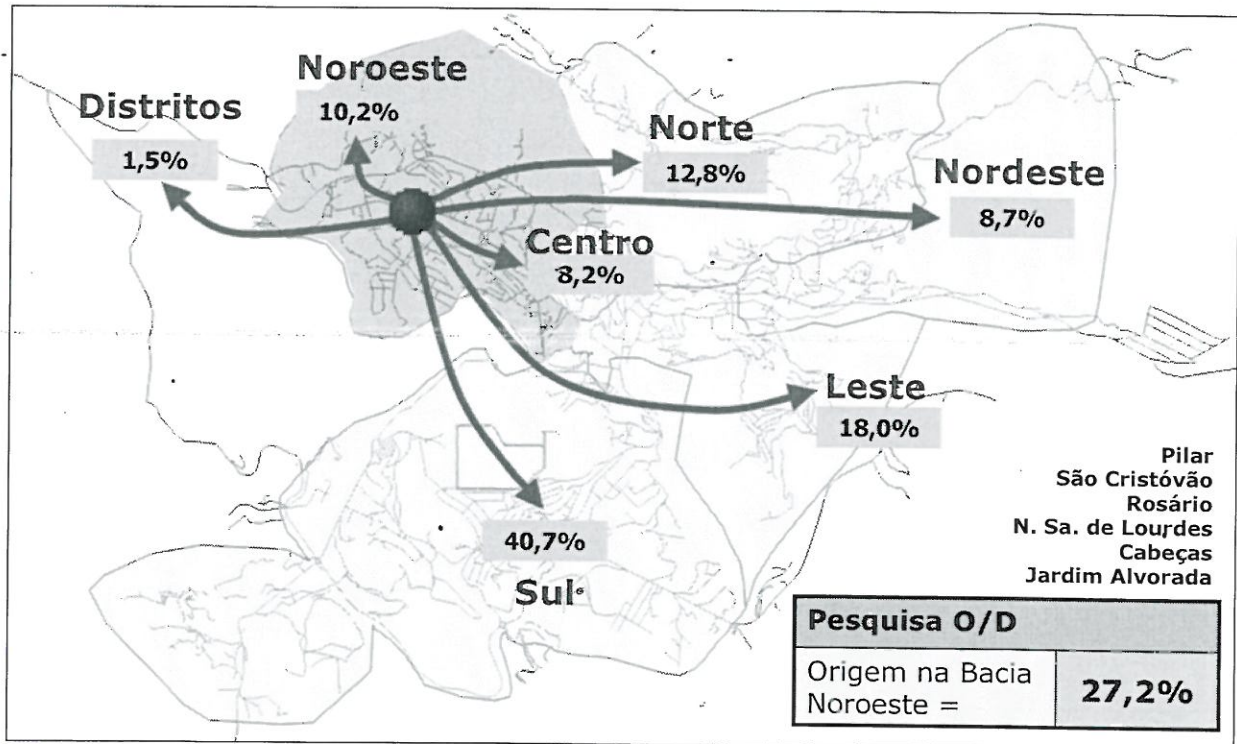 Noroeste
10,2%
Distritos
1,5%
Norte
12,8%
Nordeste
8,7%
Centro
8,2%
Leste
18,0%
40,7%
Sul
Pilar
São Cristóvão
Rosário
N. Sa. de Lourdes
Cabeças
Jardim Alvorada
Pesquisa O/D
Origem na Bacia
Noroeste =
27,2%